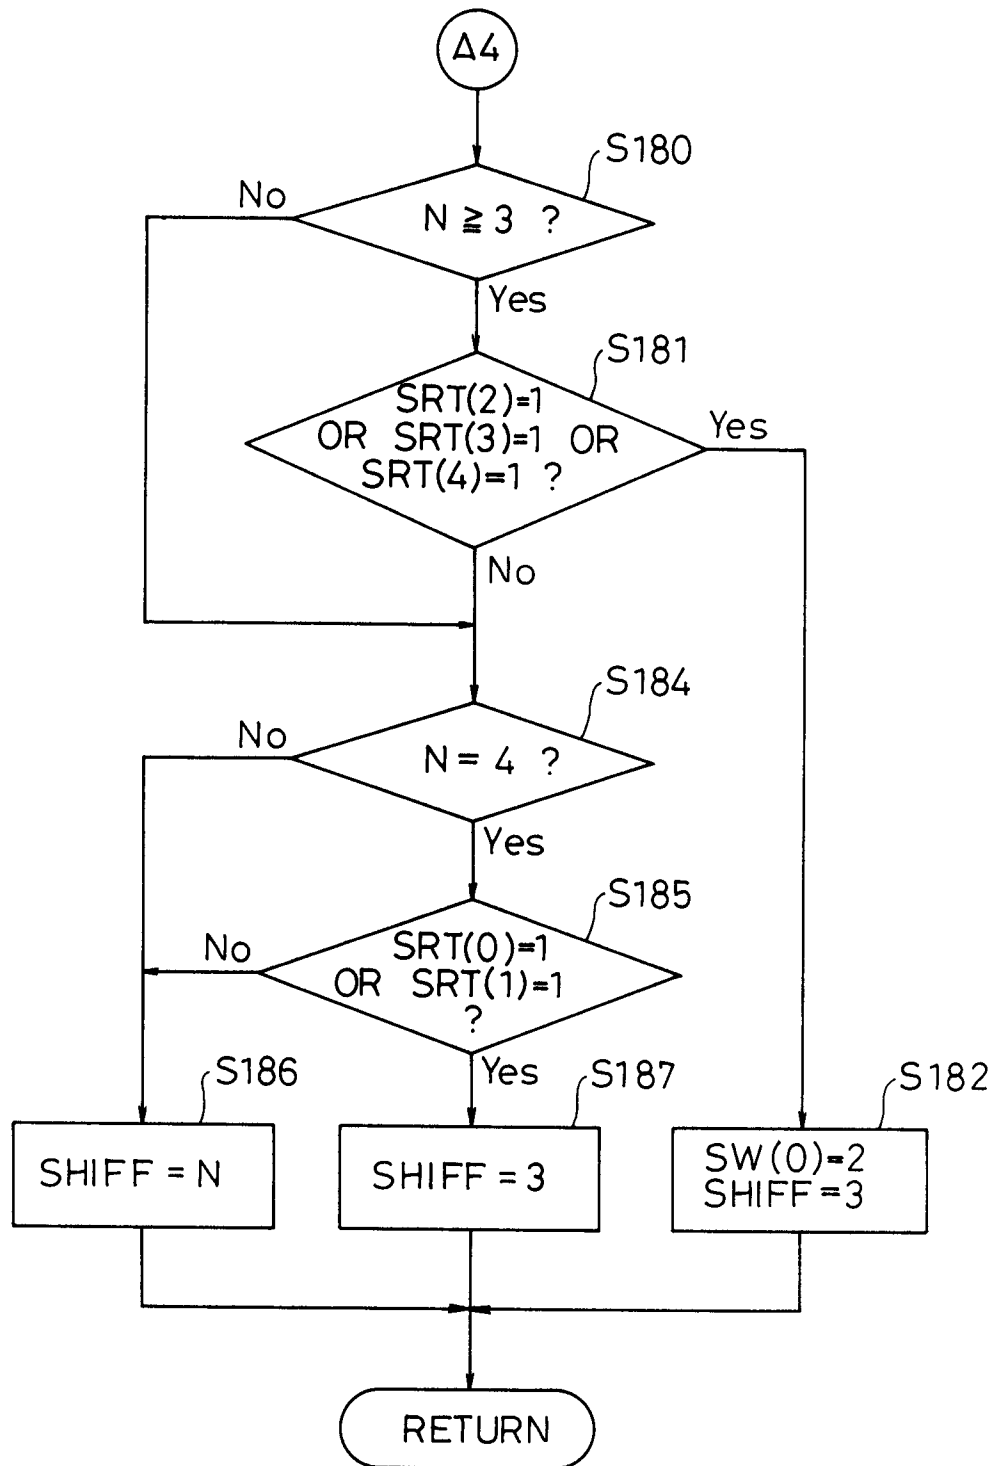 Δ4
S180
No
N ≧ 3 ?
Yes
S181
SRT(2)=1
OR SRT(3)=1 OR
SRT(4)=1 ?
Yes
No
S184
No
N = 4 ?
Yes
S185
No
SRT(0)=1
OR SRT(1)=1
?
Yes
S186
S187
S182
SHIFF = N
SHIFF = 3
SW(0)=2
SHIFF=3
RETURN